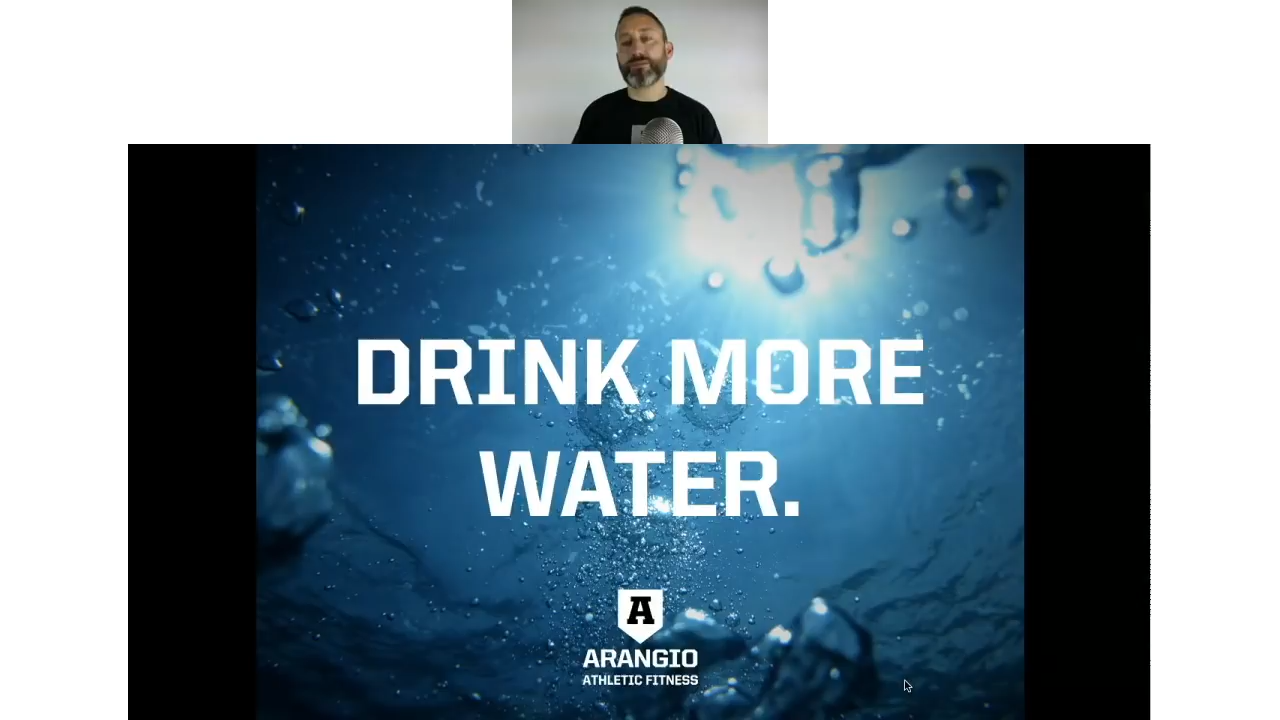 DRINK MORE
WATER.
A
ARANGIO
ATHLETIC FITNESS